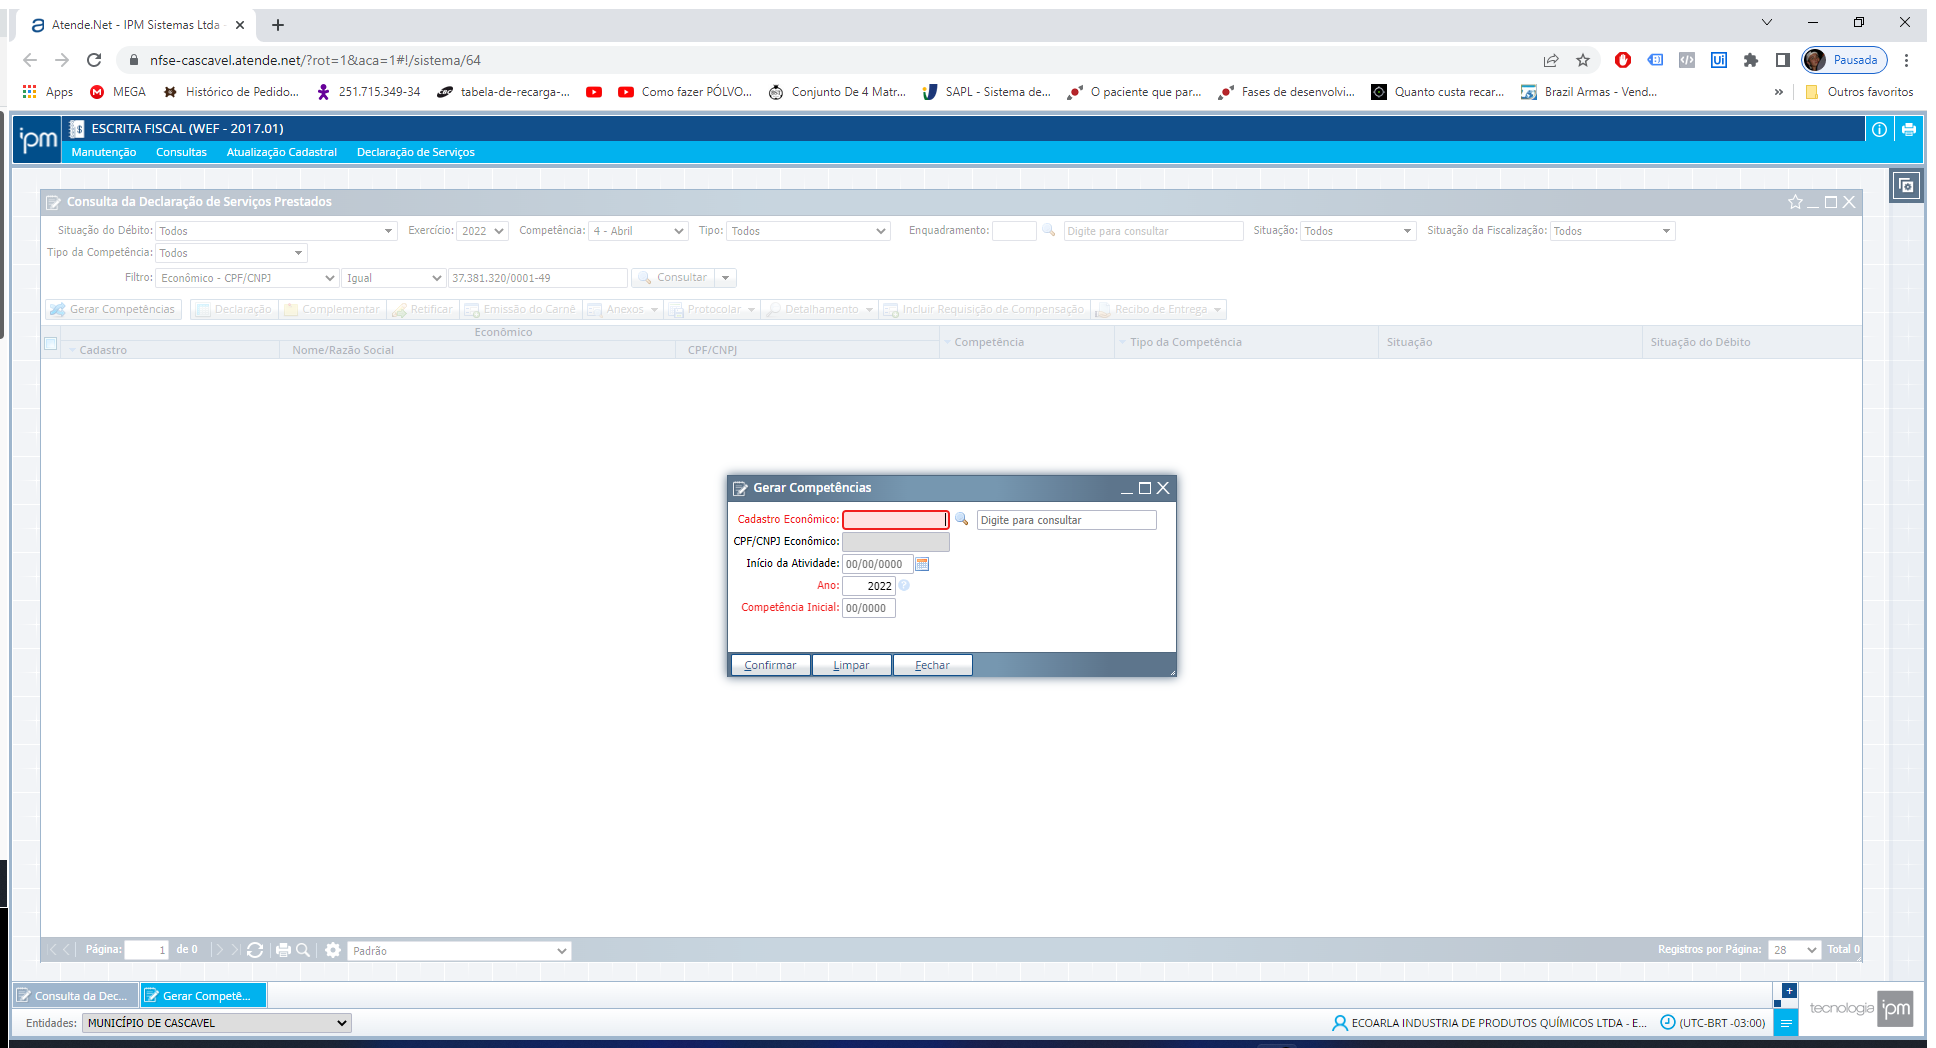 Atende.Net - IPM Sistemas Ltda
nfse-cascavel.atende.net/?rot=1&aca=1#!/sistema/64
Pausada
Apps MEGA Histórico de Pedido... 251.715.349-34 tabela-de-recarga-... Como fazer PÓLVO... Conjunto De 4 Matr... SAPL - Sistema de... O paciente que par... Fases de desenvolvi... Quanto custa recar... Brazil Armas - Vend... » Outros favoritos
ipm
ESCRITA FISCAL (WEF - 2017.01)
Manutenção Consultas Atualização Cadastral Declaração de Serviços
Consulta da Declaração de Serviços Prestados
Situação do Débito: Todos Exercício: 2022 Competência: 4 - Abril Tipo: Todos Enquadramento: Digite para consultar Situação: Todos Situação da Fiscalização: Todos
Tipo da Competência: Todos
Filtro: Econômico - CPF/CNPJ Igual 37.381.320/0001-49 Consultar
Gerar Competências Declaração Complementar Retificar Emissão do Carnê Anexos Protocolar Detalhamento Incluir Requisição de Compensação Recibo de Entrega
Econômico
Cadastro Nome/Razão Social CPF/CNPJ Competência Tipo da Competência Situação Situação do Débito
Gerar Competências
Cadastro Econômico: Digite para consultar
CPF/CNPJ Econômico:
Início da Atividade: 00/00/0000
Ano: 2022
Competência Inicial: 00/0000
Confirmar Limpar Fechar
Página: 1 de 0 Padrão Registros por Página: 28 Total 0
Consulta da Dec... Gerar Competê...
tecnologia ipm
Entidades: MUNICÍPIO DE CASCAVEL ECOARLA INDUSTRIA DE PRODUTOS QUÍMICOS LTDA - E... (UTC-BRT -03:00)